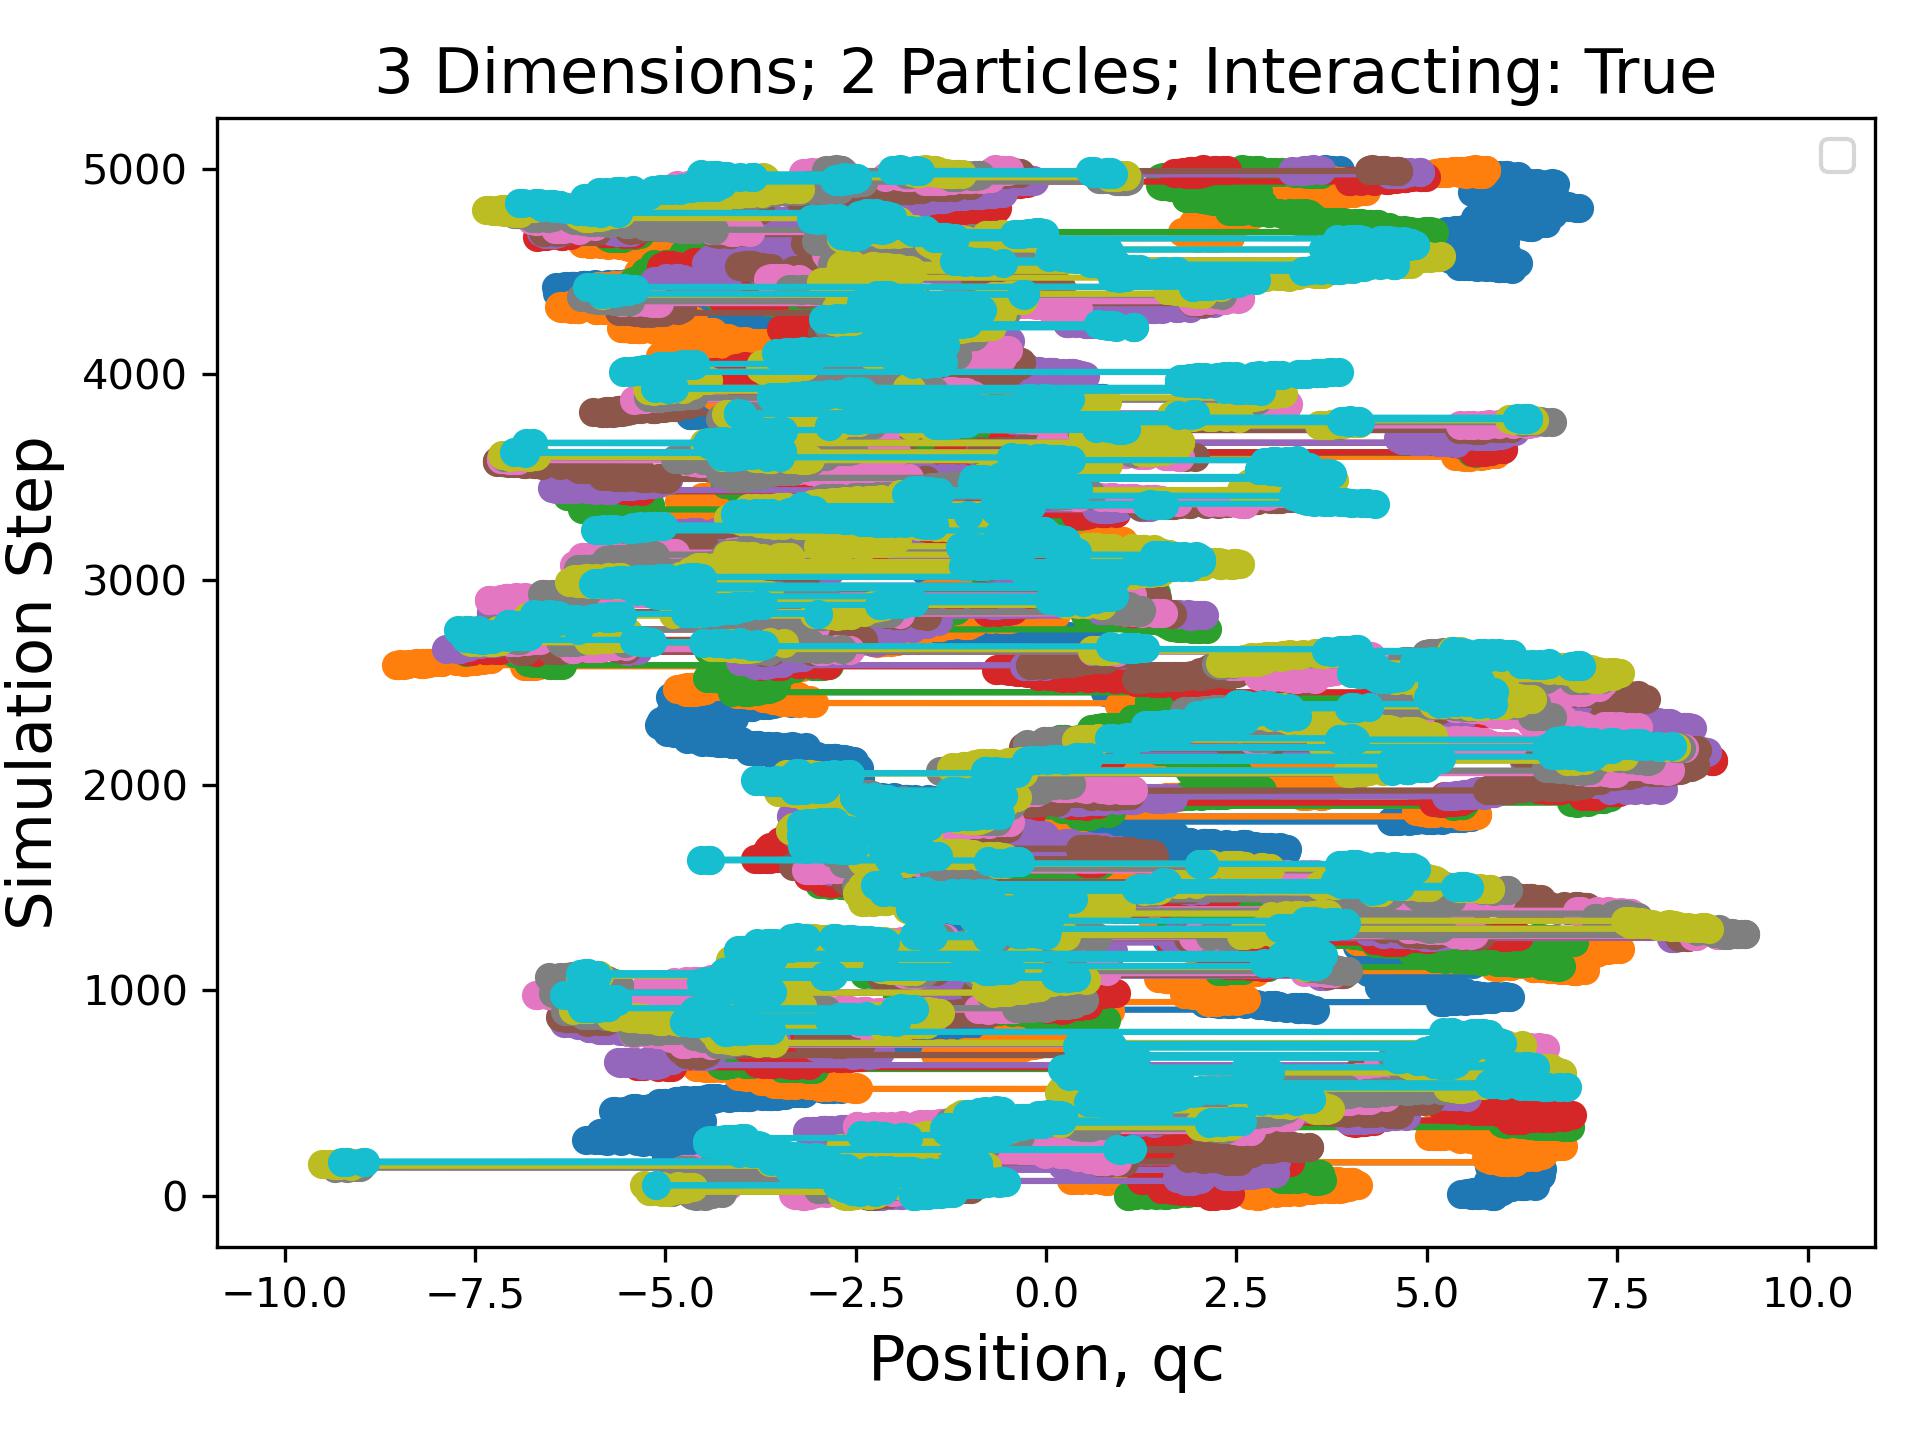 3 Dimensions; 2 Particles; Interacting: True
Simulation Step
5000
4000
3000
2000
1000
0
−10.0 −7.5 −5.0 −2.5 0.0 2.5 5.0 7.5 10.0
Position, qc